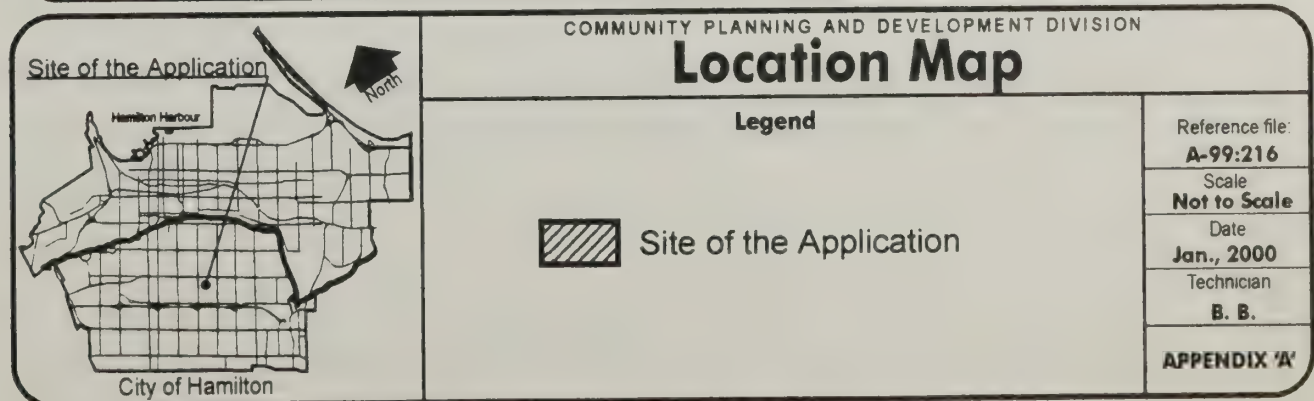 Site of the Application
North
Hamilton Harbour
City of Hamilton
COMMUNITY PLANNING AND DEVELOPMENT DIVISION
Location Map
Legend
Site of the Application
Reference file:
A-99:216
Scale
Not to Scale
Date
Jan., 2000
Technician
B. B.
APPENDIX 'A'